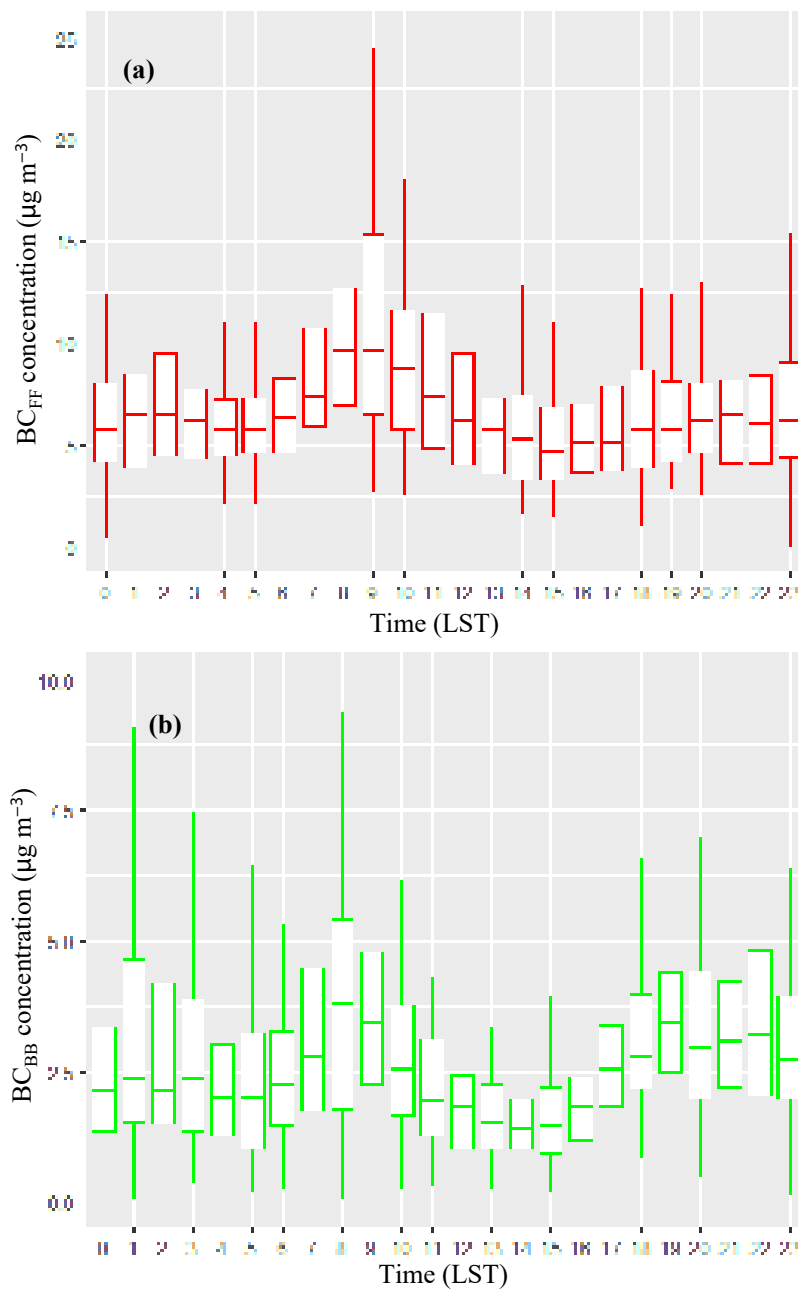 25
(a)
20
15
10
5
0
BC_FF concentration (μg m⁻³)
0 1 2 3 4 5 6 7 8 9 10 11 12 13 14 15 16 17 18 19 20 21 22 23
Time (LST)
10.0
(b)
7.5
5.0
2.5
0.0
BC_BB concentration (μg m⁻³)
0 1 2 3 4 5 6 7 8 9 10 11 12 13 14 15 16 17 18 19 20 21 22 23
Time (LST)